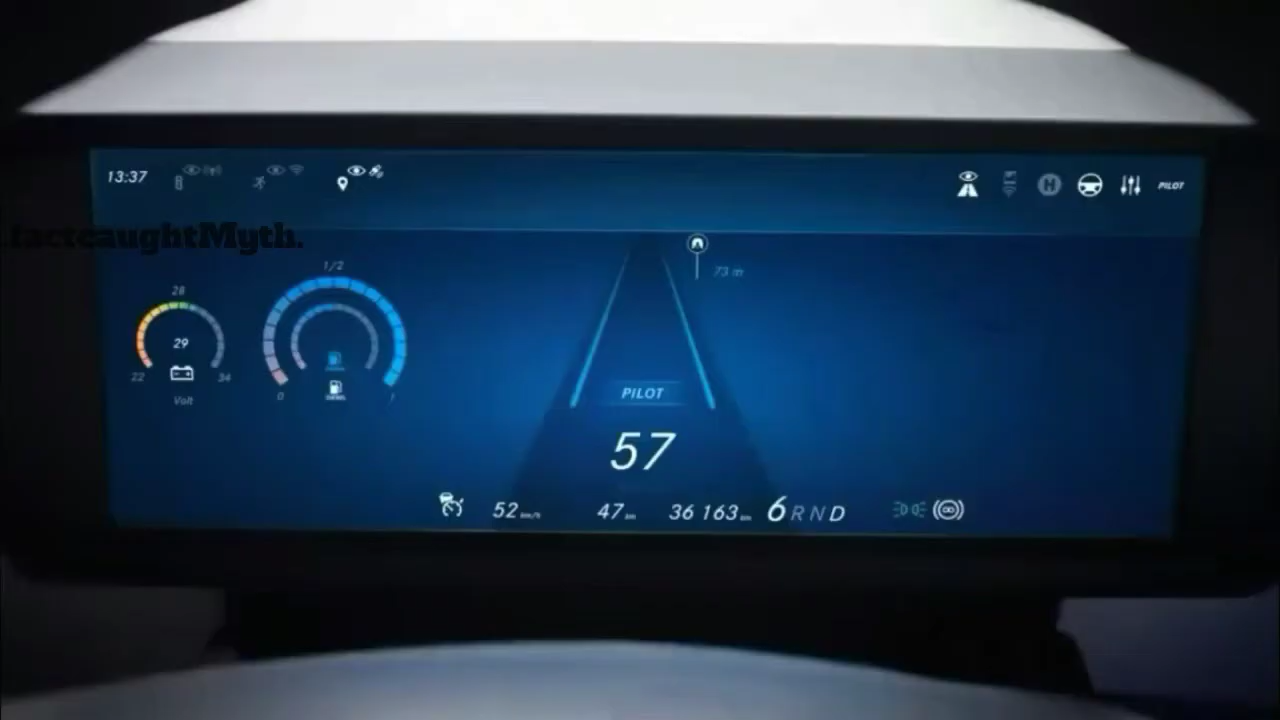 13:37
H
PILOT
factcaughtMyth.
73 m
1/2
28
29
22
34
Volt
0
1
DIESEL
PILOT
57
52 km/h
47 km
36 163 km
6 R N D